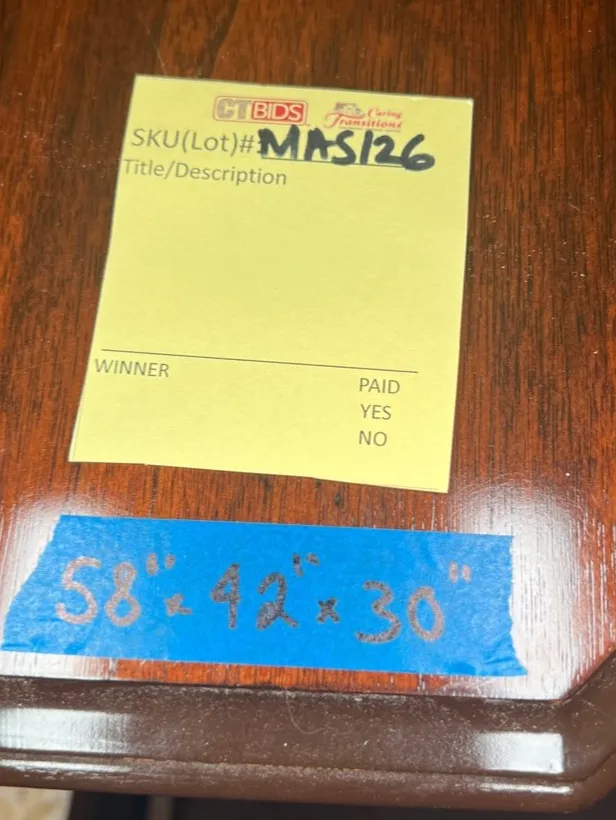 CTBIDS Caring Transitions
SKU(Lot)# MAS126
Title/Description
WINNER
PAID
YES
NO
58" x 42" x 30"